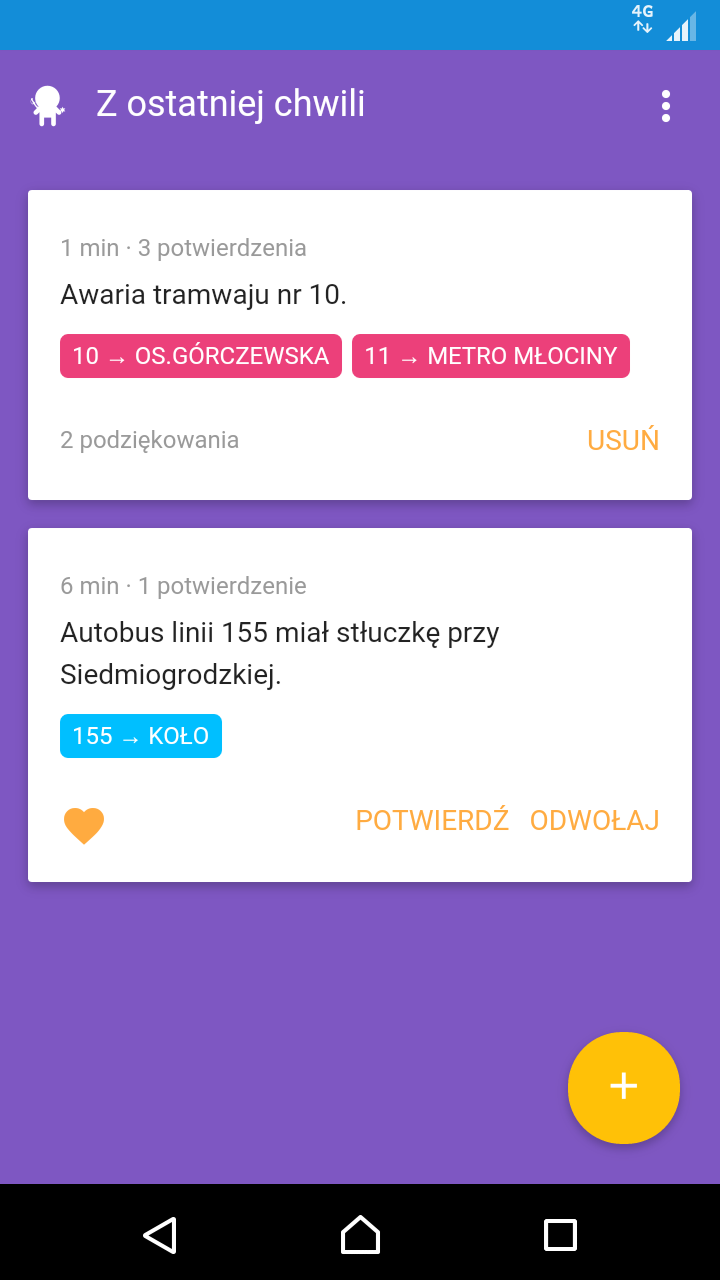 4G
Z ostatniej chwili
1 min · 3 potwierdzenia
Awaria tramwaju nr 10.
10 → OS.GÓRCZEWSKA 11 → METRO MŁOCINY
2 podziękowania USUŃ
6 min · 1 potwierdzenie
Autobus linii 155 miał stłuczkę przy
Siedmiogrodzkiej.
155 → KOŁO
POTWIERDŹ ODWOŁAJ
+